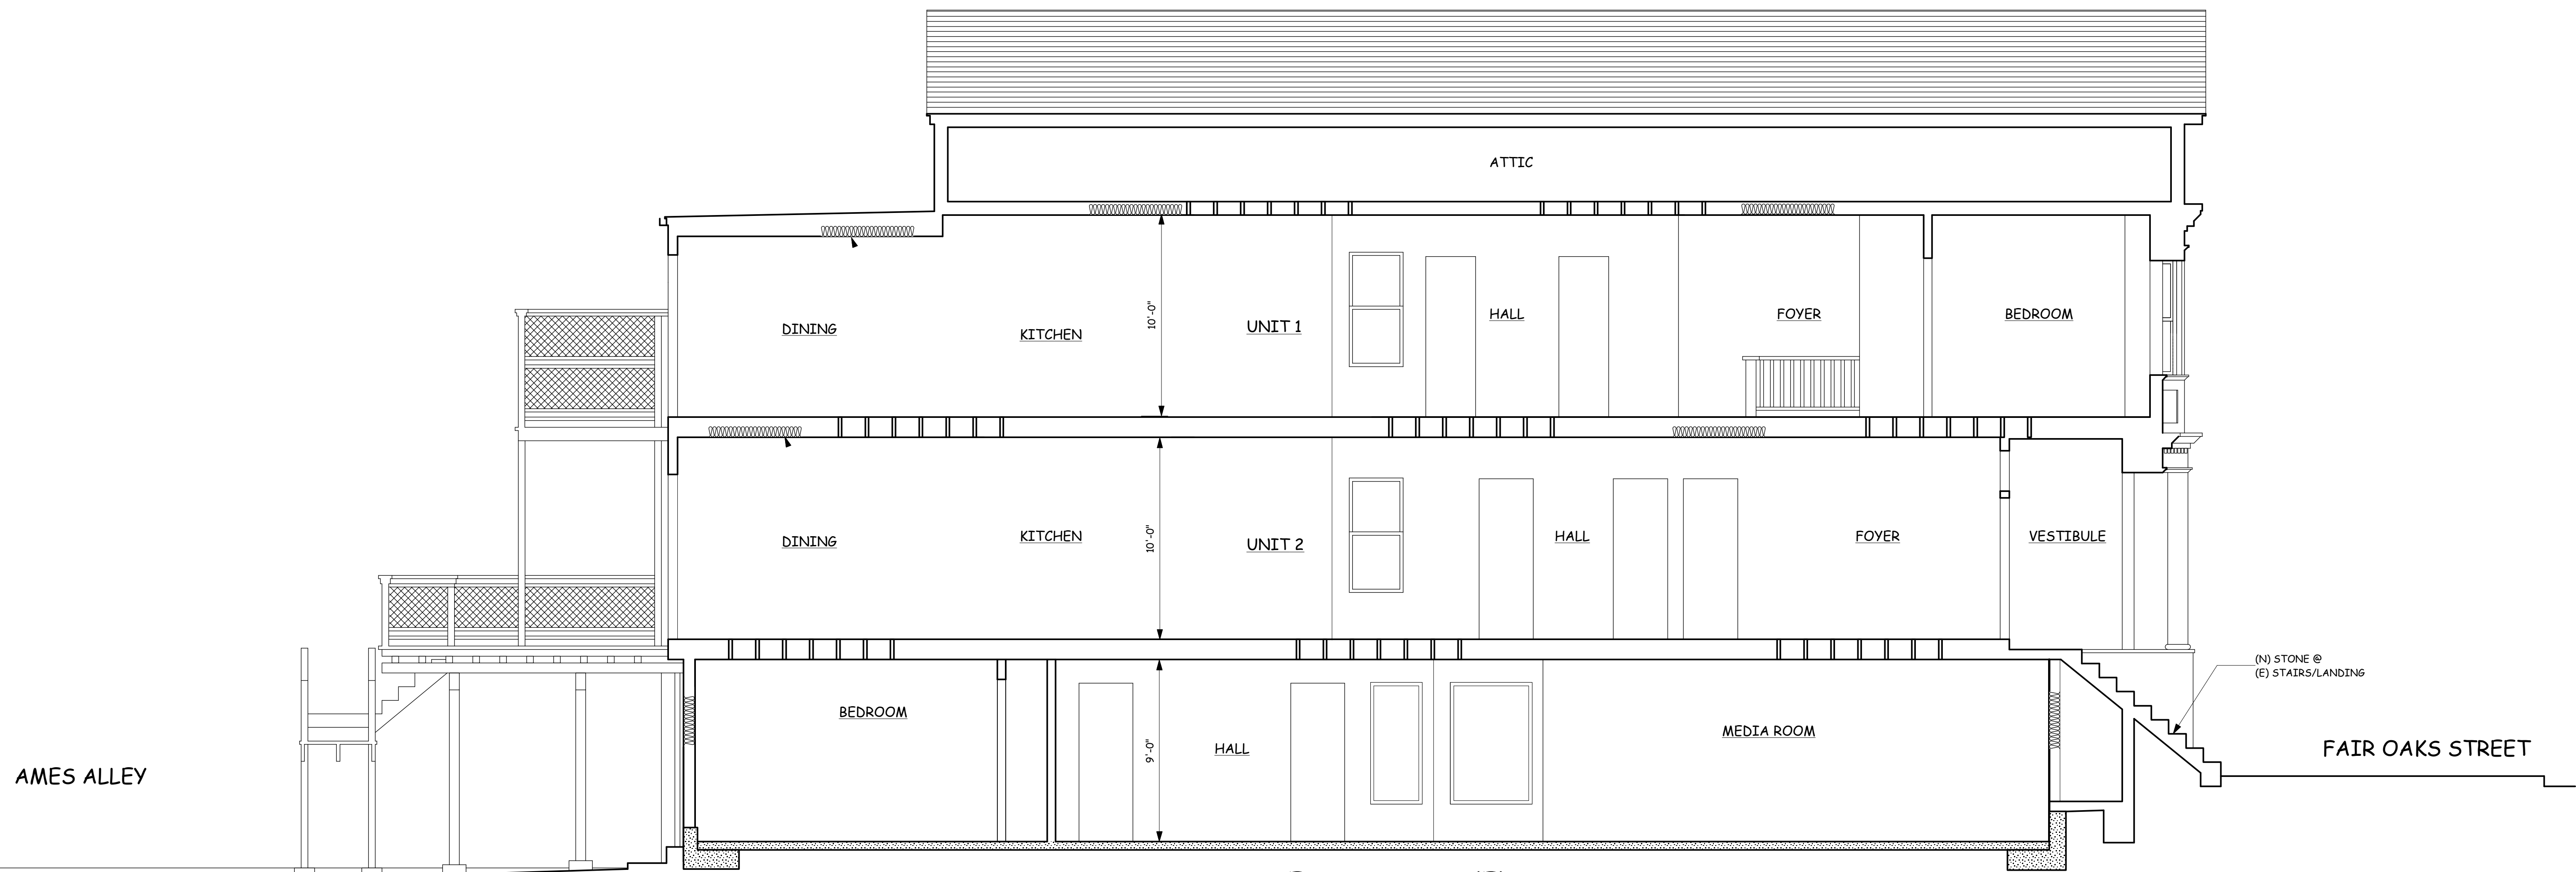 ATTIC
10'-0"
DINING
KITCHEN
UNIT 1
HALL
FOYER
BEDROOM
10'-0"
DINING
KITCHEN
UNIT 2
HALL
FOYER
VESTIBULE
(N) STONE @
(E) STAIRS/LANDING
BEDROOM
9'-0"
HALL
MEDIA ROOM
AMES ALLEY
FAIR OAKS STREET